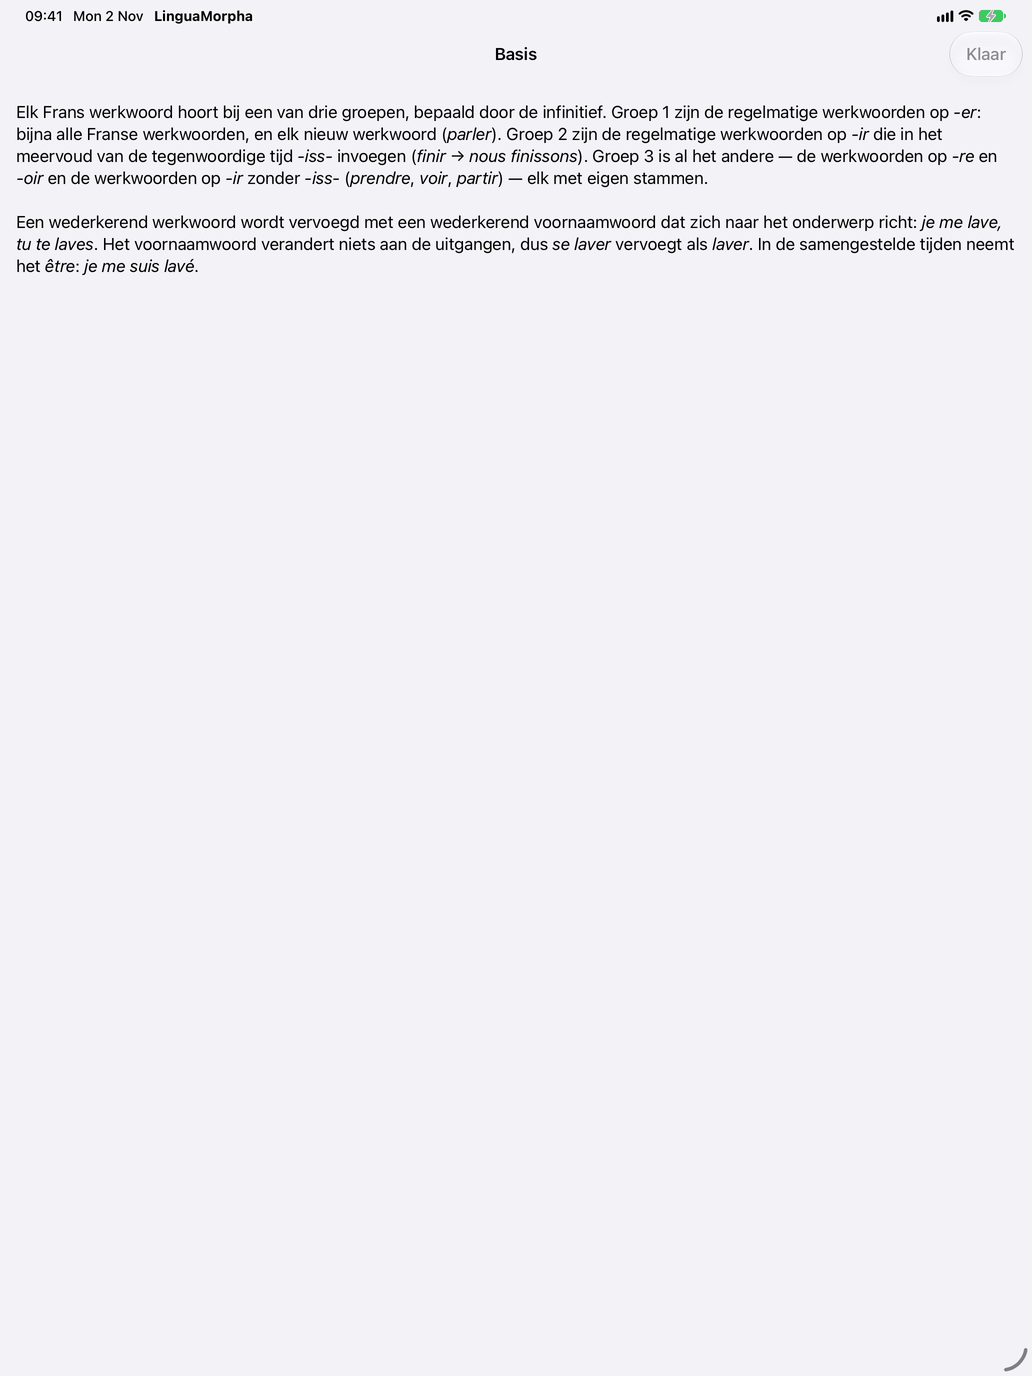 09:41 Mon 2 Nov LinguaMorpha
Basis
Klaar
Elk Frans werkwoord hoort bij een van drie groepen, bepaald door de infinitief. Groep 1 zijn de regelmatige werkwoorden op -er:
bijna alle Franse werkwoorden, en elk nieuw werkwoord (parler). Groep 2 zijn de regelmatige werkwoorden op -ir die in het
meervoud van de tegenwoordige tijd -iss- invoegen (finir → nous finissons). Groep 3 is al het andere — de werkwoorden op -re en
-oir en de werkwoorden op -ir zonder -iss- (prendre, voir, partir) — elk met eigen stammen.
Een wederkerend werkwoord wordt vervoegd met een wederkerend voornaamwoord dat zich naar het onderwerp richt: je me lave,
tu te laves. Het voornaamwoord verandert niets aan de uitgangen, dus se laver vervoegt als laver. In de samengestelde tijden neemt
het être: je me suis lavé.